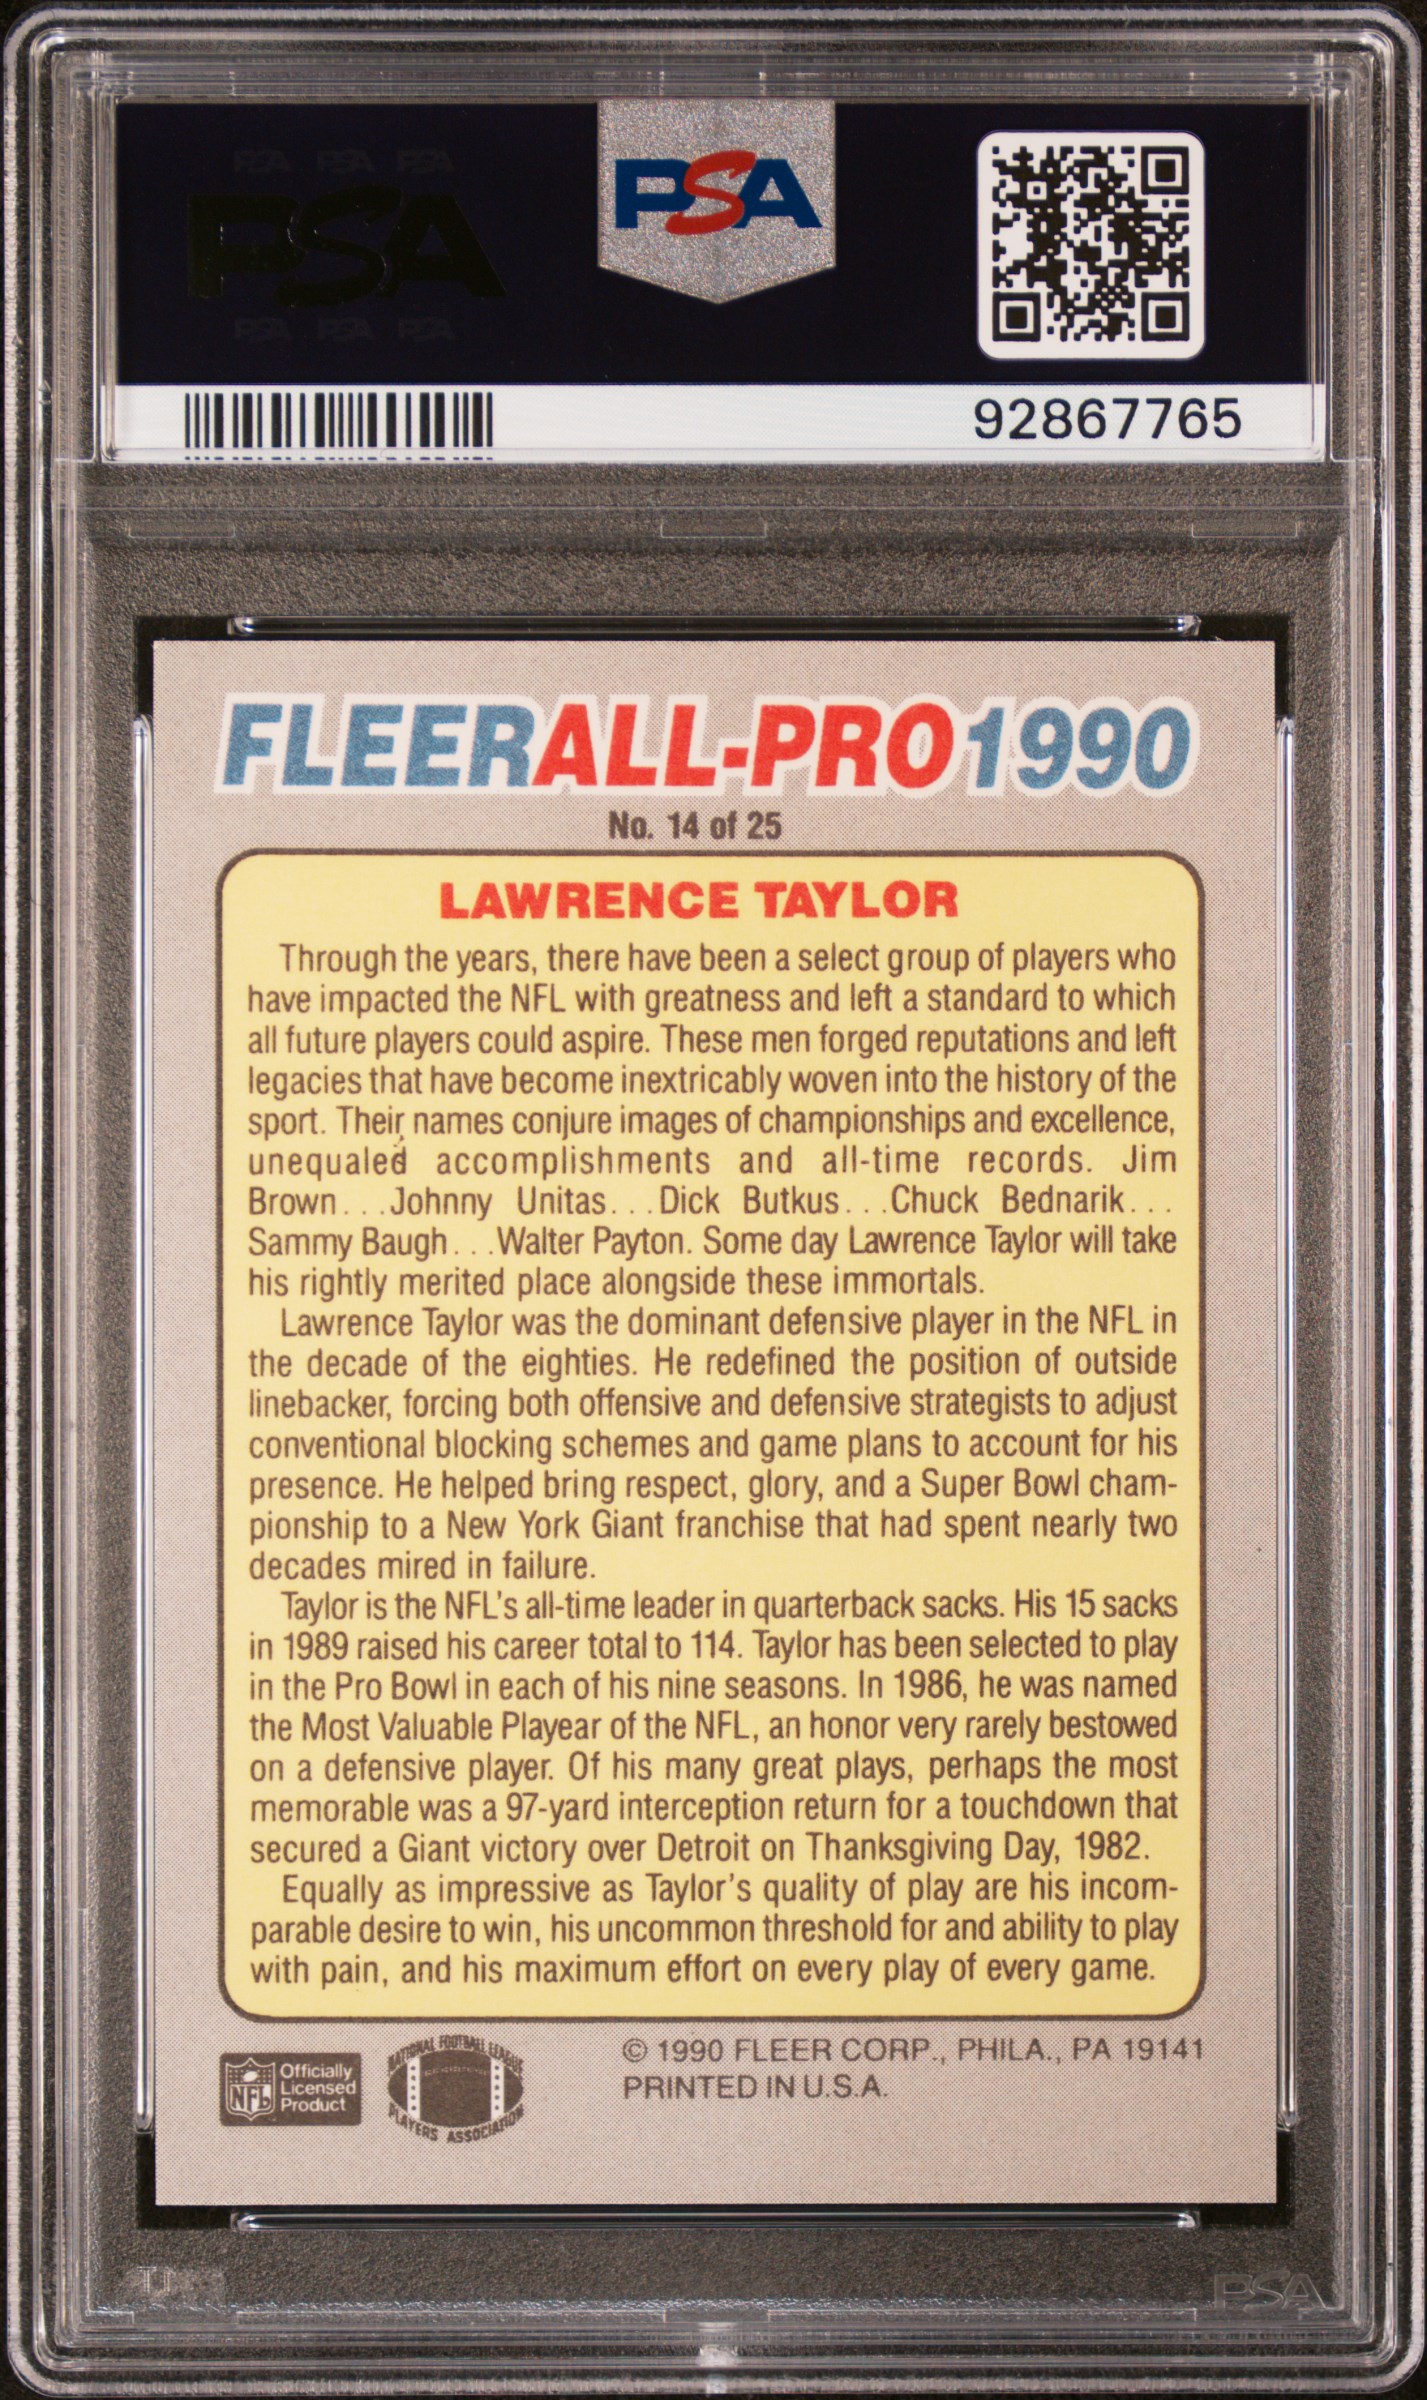 PSA PSA PSA
PSA
PSA
PSA PSA PSA
92867765
FLEER ALL-PRO 1990
No. 14 of 25
LAWRENCE TAYLOR
Through the years, there have been a select group of players who
have impacted the NFL with greatness and left a standard to which
all future players could aspire. These men forged reputations and left
legacies that have become inextricably woven into the history of the
sport. Their names conjure images of championships and excellence,
unequaled accomplishments and all-time records. Jim
Brown...Johnny Unitas...Dick Butkus...Chuck Bednarik...
Sammy Baugh...Walter Payton. Some day Lawrence Taylor will take
his rightly merited place alongside these immortals.
Lawrence Taylor was the dominant defensive player in the NFL in
the decade of the eighties. He redefined the position of outside
linebacker, forcing both offensive and defensive strategists to adjust
conventional blocking schemes and game plans to account for his
presence. He helped bring respect, glory, and a Super Bowl cham-
pionship to a New York Giant franchise that had spent nearly two
decades mired in failure.
Taylor is the NFL's all-time leader in quarterback sacks. His 15 sacks
in 1989 raised his career total to 114. Taylor has been selected to play
in the Pro Bowl in each of his nine seasons. In 1986, he was named
the Most Valuable Playear of the NFL, an honor very rarely bestowed
on a defensive player. Of his many great plays, perhaps the most
memorable was a 97-yard interception return for a touchdown that
secured a Giant victory over Detroit on Thanksgiving Day, 1982.
Equally as impressive as Taylor's quality of play are his incom-
parable desire to win, his uncommon threshold for and ability to play
with pain, and his maximum effort on every play of every game.
NFL
Officially
Licensed
Product
NATIONAL FOOTBALL LEAGUE
PLAYERS ASSOCIATION
© 1990 FLEER CORP., PHILA., PA 19141
PRINTED IN U.S.A.
PSA